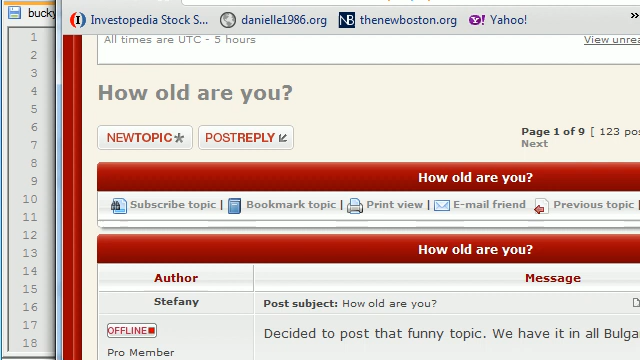 bucky
Investopedia Stock S... danielle1986.org thenewboston.org Yahoo! »
All times are UTC - 5 hours View unrea
How old are you?
NEWTOPIC POSTREPLY
Page 1 of 9 [ 123 pos
Next
How old are you?
Subscribe topic | Bookmark topic | Print view | E-mail friend Previous topic |
How old are you?
Author Message
Stefany Post subject: How old are you?
OFFLINE Decided to post that funny topic. We have it in all Bulga
Pro Member
1
2
3
4
5
6
7
8
9
10
11
12
13
14
15
16
17
18